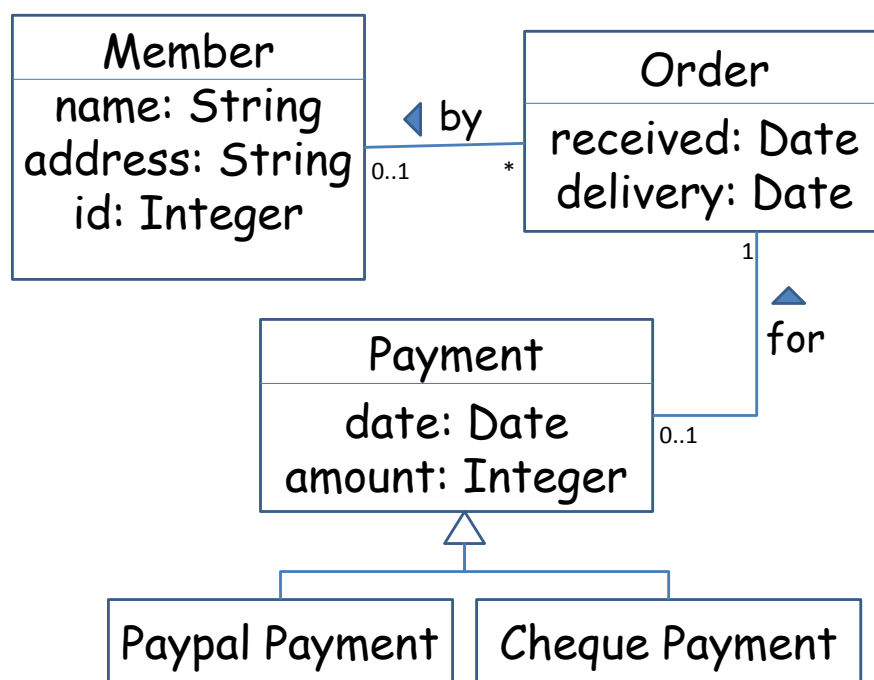 Member
name: String
address: String
id: Integer
by
0..1
*
Order
received: Date
delivery: Date
1
for
Payment
date: Date
amount: Integer
0..1
Paypal Payment
Cheque Payment